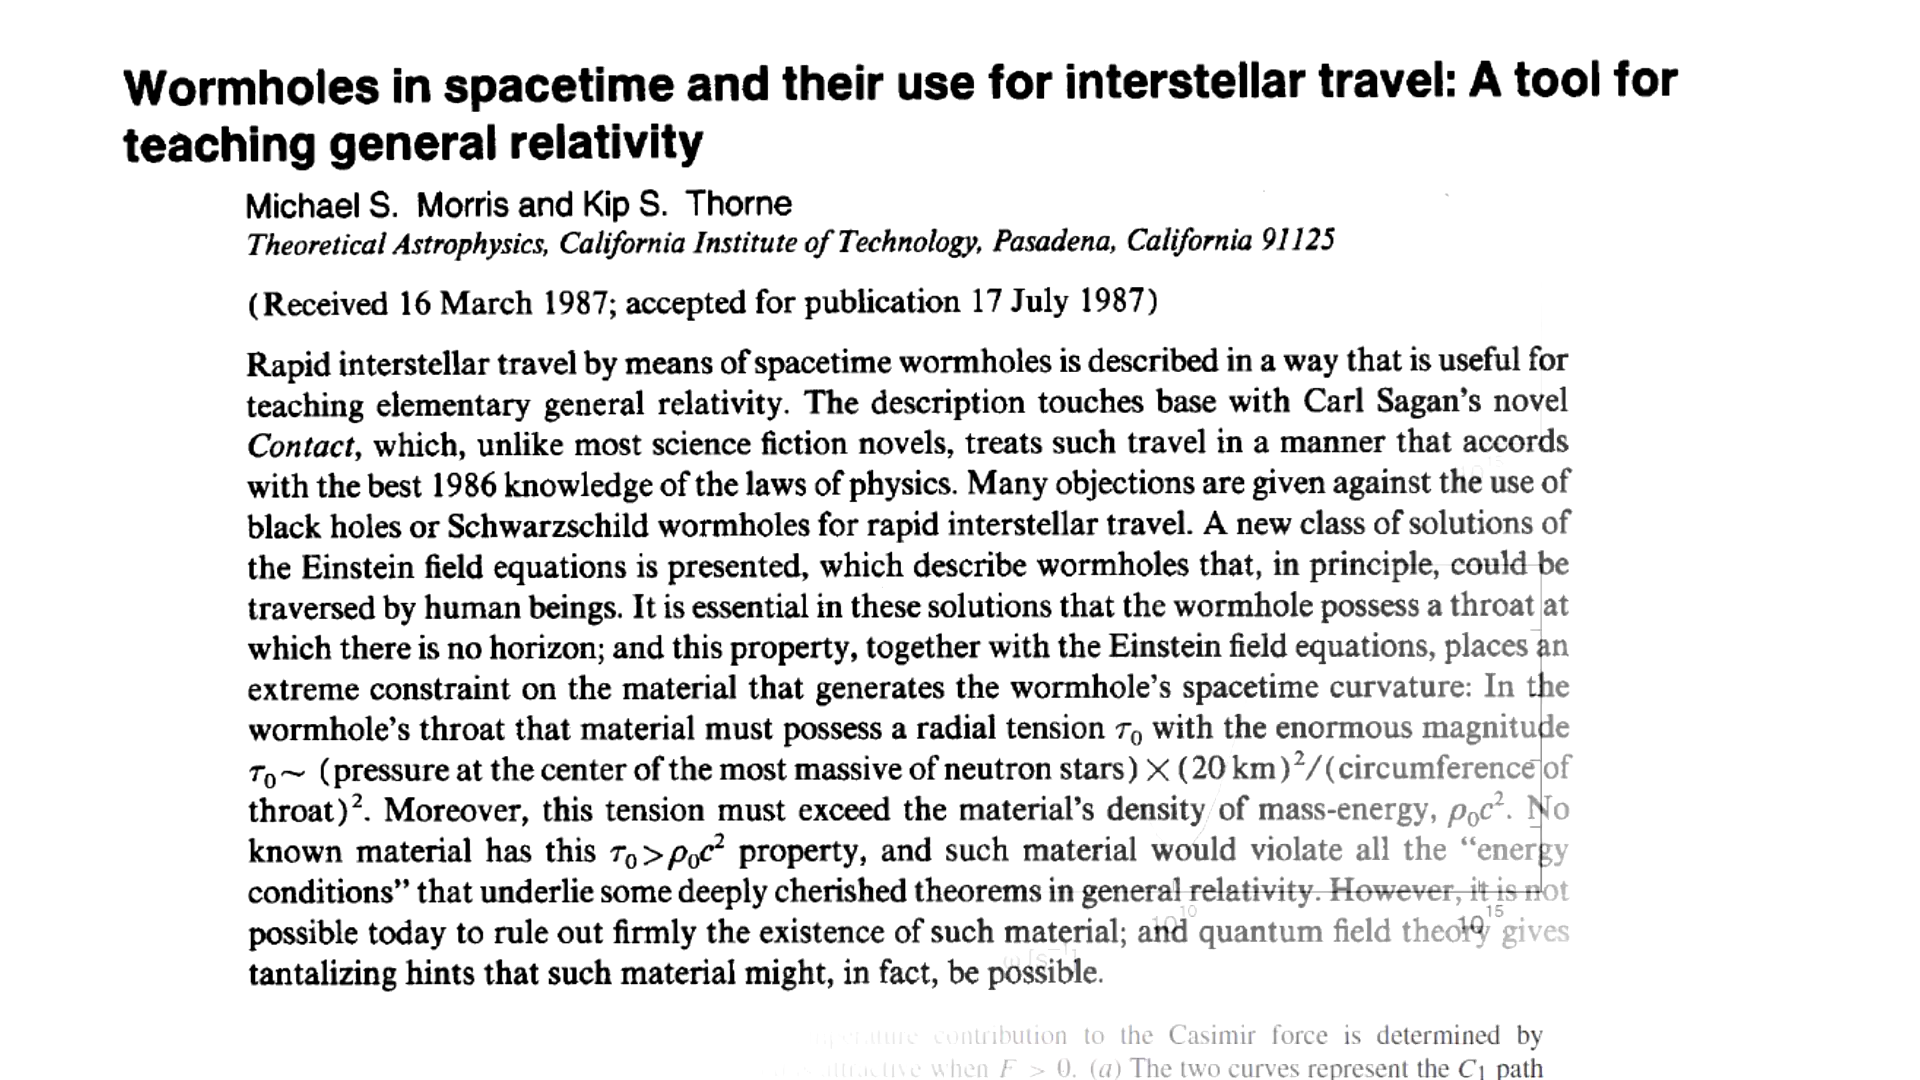 Wormholes in spacetime and their use for interstellar travel: A tool for
teaching general relativity
Michael S. Morris and Kip S. Thorne
Theoretical Astrophysics, California Institute of Technology, Pasadena, California 91125
(Received 16 March 1987; accepted for publication 17 July 1987)
Rapid interstellar travel by means of spacetime wormholes is described in a way that is useful for
teaching elementary general relativity. The description touches base with Carl Sagan's novel
Contact, which, unlike most science fiction novels, treats such travel in a manner that accords
with the best 1986 knowledge of the laws of physics. Many objections are given against the use of
black holes or Schwarzschild wormholes for rapid interstellar travel. A new class of solutions of
the Einstein field equations is presented, which describe wormholes that, in principle, could be
traversed by human beings. It is essential in these solutions that the wormhole possess a throat at
which there is no horizon; and this property, together with the Einstein field equations, places an
extreme constraint on the material that generates the wormhole's spacetime curvature: In the
wormhole's throat that material must possess a radial tension τ₀ with the enormous magnitude
τ₀~ (pressure at the center of the most massive of neutron stars) × (20 km)²/(circumference of
throat)². Moreover, this tension must exceed the material's density of mass-energy, ρ₀c². No
known material has this τ₀>ρ₀c² property, and such material would violate all the “energy
conditions” that underlie some deeply cherished theorems in general relativity. However, it is not
possible today to rule out firmly the existence of such material; and quantum field theory gives
tantalizing hints that such material might, in fact, be possible.
10¹⁰ 10¹⁵
contribution to the Casimir force is determined by
when F > 0. (a) The two curves represent the C₁ path